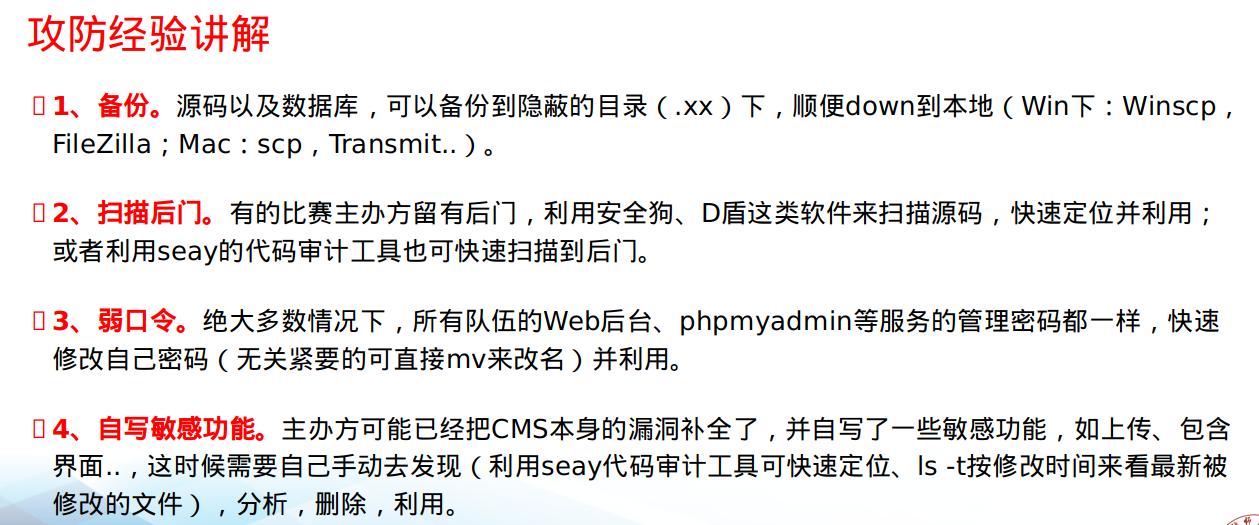 攻防经验讲解
1、备份。源码以及数据库，可以备份到隐蔽的目录（.xx）下，顺便down到本地（Win下：Winscp，
FileZilla；Mac：scp，Transmit..）。
2、扫描后门。有的比赛主办方留有后门，利用安全狗、D盾这类软件来扫描源码，快速定位并利用；
或者利用seay的代码审计工具也可快速扫描到后门。
3、弱口令。绝大多数情况下，所有队伍的Web后台、phpmyadmin等服务的管理密码都一样，快速
修改自己密码（无关紧要的可直接mv来改名）并利用。
4、自写敏感功能。主办方可能已经把CMS本身的漏洞补全了，并自写了一些敏感功能，如上传、包含
界面..，这时候需要自己手动去发现（利用seay代码审计工具可快速定位、ls -t按修改时间来看最新被
修改的文件），分析，删除，利用。